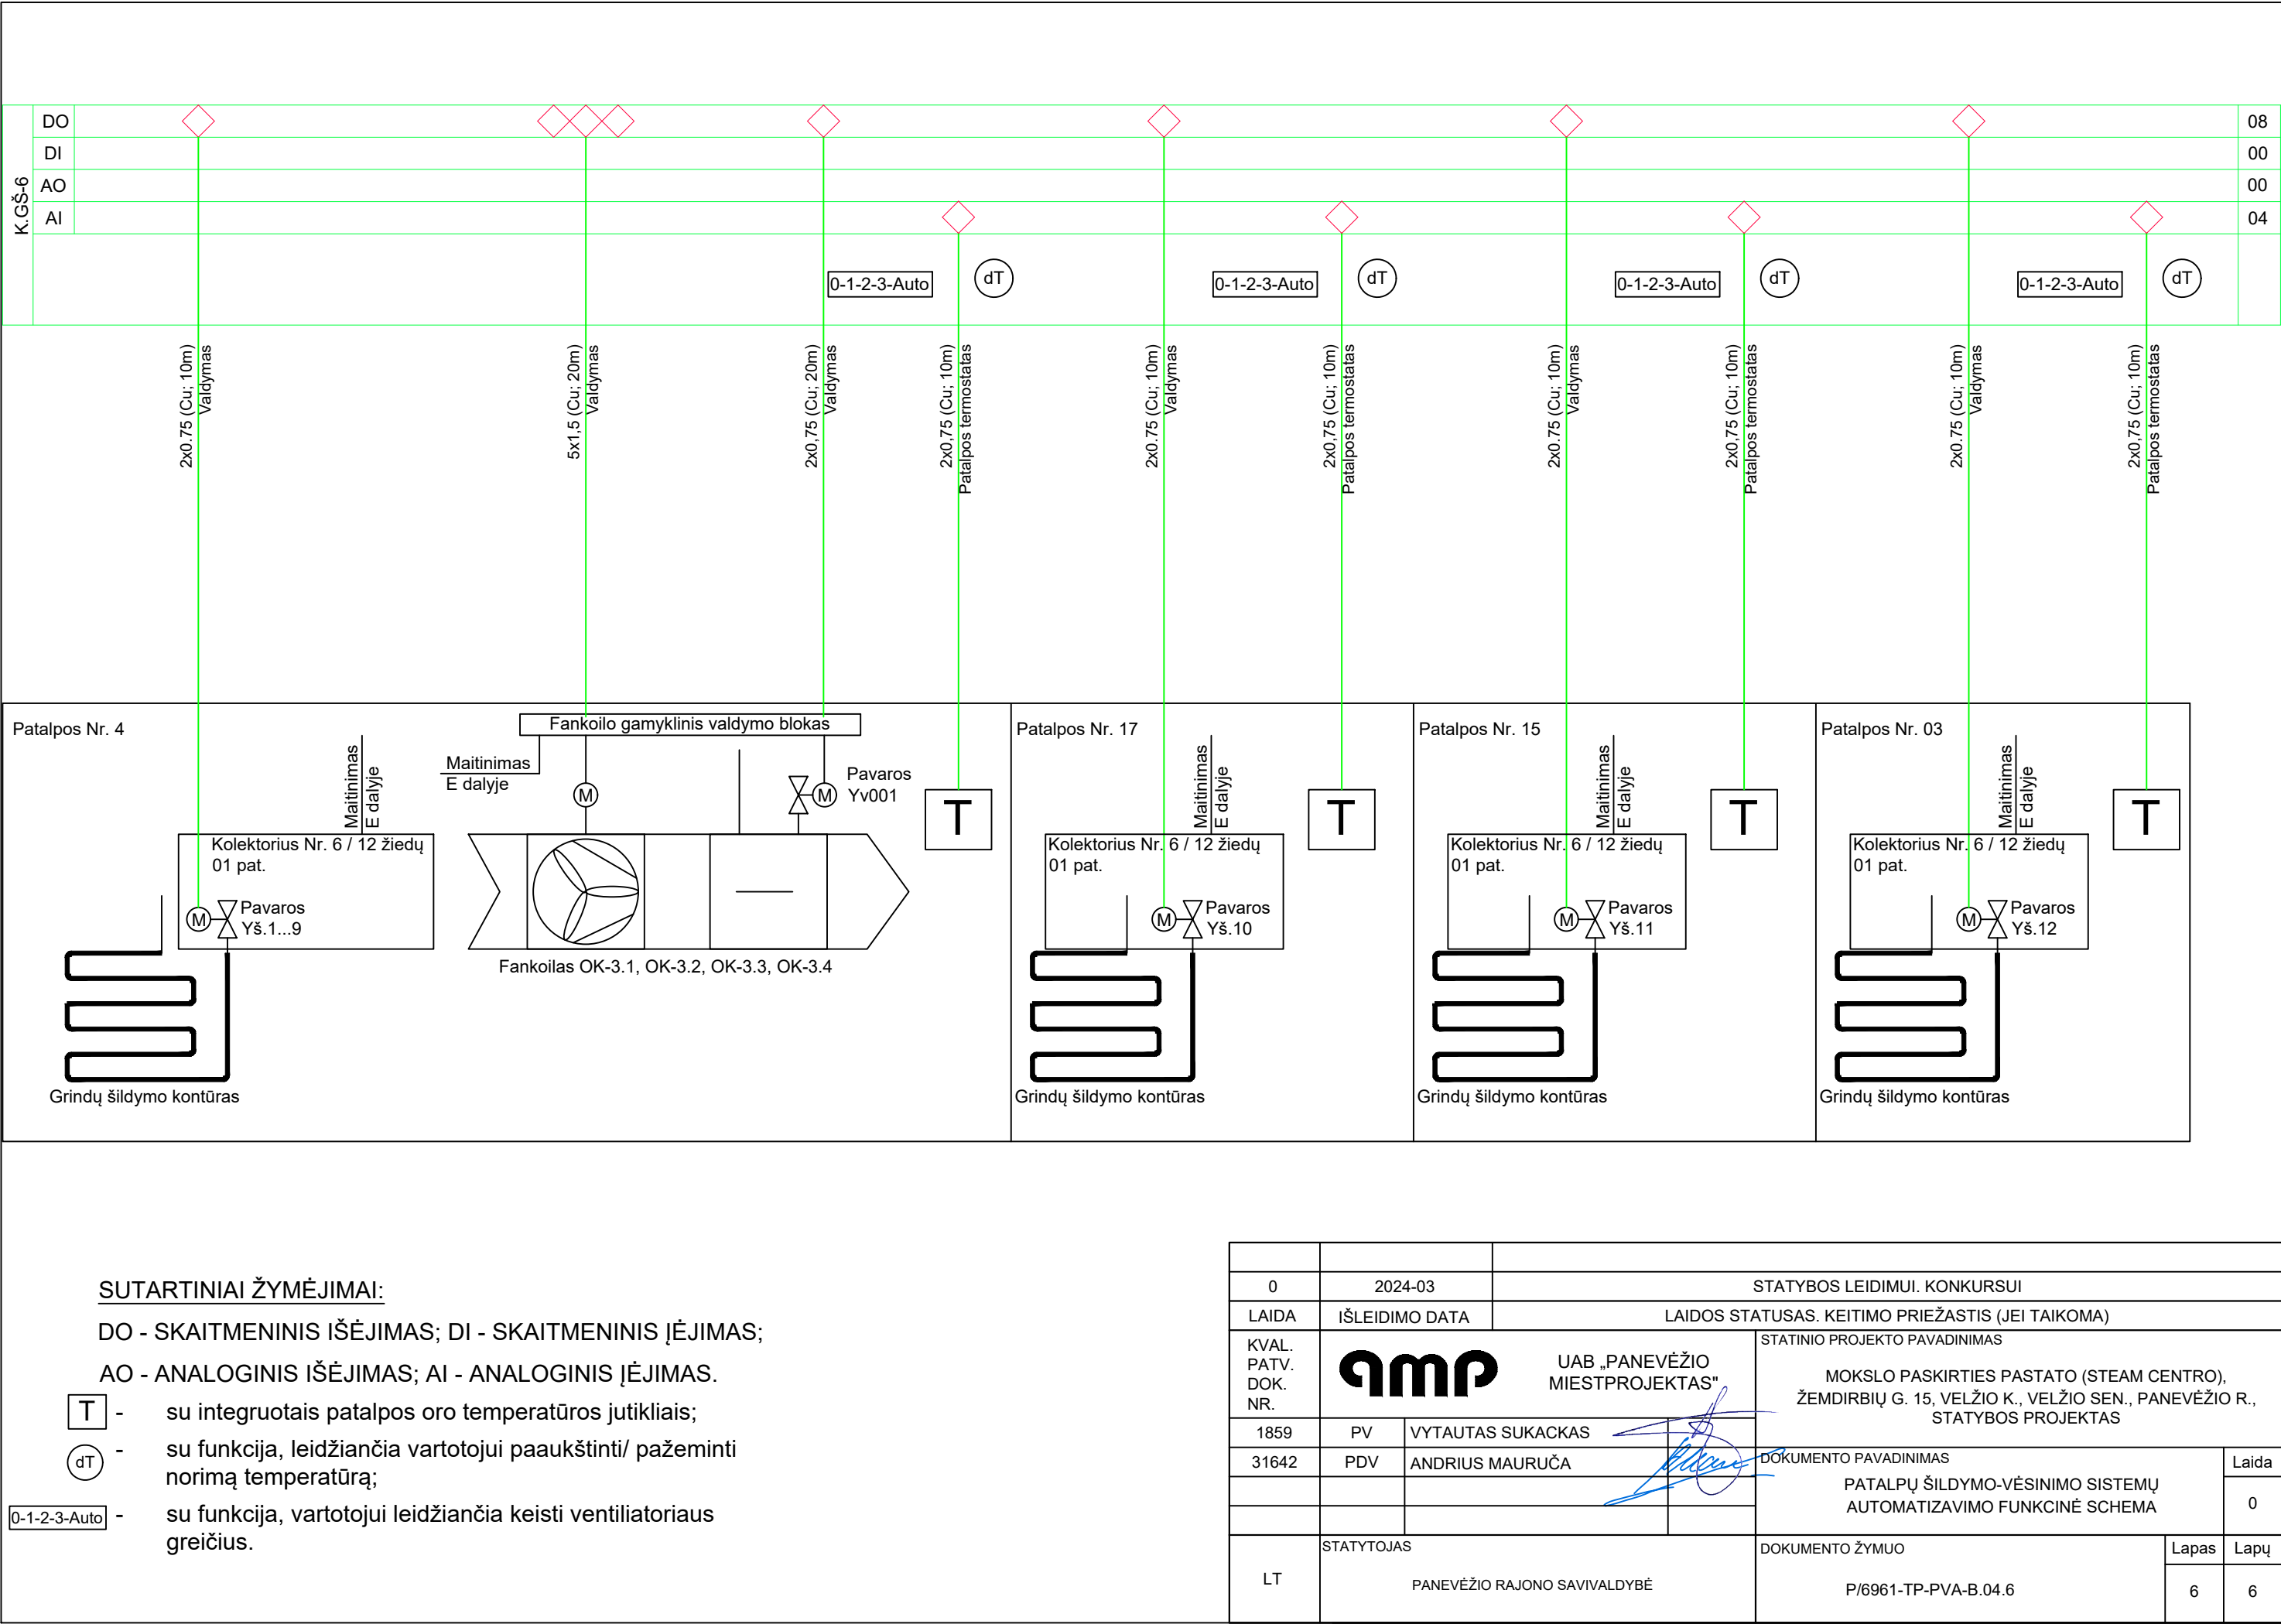 K.GŠ-6
DO
08
DI
00
AO
00
AI
04
0-1-2-3-Auto
dT
0-1-2-3-Auto
dT
0-1-2-3-Auto
dT
0-1-2-3-Auto
dT
2x0.75 (Cu; 10m)
Valdymas
5x1,5 (Cu; 20m)
Valdymas
2x0,75 (Cu; 20m)
Valdymas
2x0,75 (Cu; 10m)
Patalpos termostatas
2x0.75 (Cu; 10m)
Valdymas
2x0,75 (Cu; 10m)
Patalpos termostatas
2x0.75 (Cu; 10m)
Valdymas
2x0,75 (Cu; 10m)
Patalpos termostatas
2x0.75 (Cu; 10m)
Valdymas
2x0,75 (Cu; 10m)
Patalpos termostatas
Patalpos Nr. 4
Maitinimas
E dalyje
Kolektorius Nr. 6 / 12 žiedų
01 pat.
M
Pavaros
Yš.1...9
Grindų šildymo kontūras
Fankoilo gamyklinis valdymo blokas
Maitinimas
E dalyje
M
M
Pavaros
Yv001
T
Fankoilas OK-3.1, OK-3.2, OK-3.3, OK-3.4
Patalpos Nr. 17
Maitinimas
E dalyje
T
Kolektorius Nr. 6 / 12 žiedų
01 pat.
M
Pavaros
Yš.10
Grindų šildymo kontūras
Patalpos Nr. 15
Maitinimas
E dalyje
T
Kolektorius Nr. 6 / 12 žiedų
01 pat.
M
Pavaros
Yš.11
Grindų šildymo kontūras
Patalpos Nr. 03
Maitinimas
E dalyje
T
Kolektorius Nr. 6 / 12 žiedų
01 pat.
M
Pavaros
Yš.12
Grindų šildymo kontūras
SUTARTINIAI ŽYMĖJIMAI:
DO - SKAITMENINIS IŠĖJIMAS; DI - SKAITMENINIS ĮĖJIMAS;
AO - ANALOGINIS IŠĖJIMAS; AI - ANALOGINIS ĮĖJIMAS.
T - su integruotais patalpos oro temperatūros jutikliais;
dT - su funkcija, leidžiančia vartotojui paaukštinti/ pažeminti
norimą temperatūrą;
0-1-2-3-Auto - su funkcija, vartotojui leidžiančia keisti ventiliatoriaus
greičius.
0
2024-03
STATYBOS LEIDIMUI. KONKURSUI
LAIDA
IŠLEIDIMO DATA
LAIDOS STATUSAS. KEITIMO PRIEŽASTIS (JEI TAIKOMA)
KVAL.
PATV.
DOK.
NR.
qmp
UAB „PANEVĖŽIO
MIESTPROJEKTAS"
STATINIO PROJEKTO PAVADINIMAS
MOKSLO PASKIRTIES PASTATO (STEAM CENTRO),
ŽEMDIRBIŲ G. 15, VELŽIO K., VELŽIO SEN., PANEVĖŽIO R.,
STATYBOS PROJEKTAS
1859
PV
VYTAUTAS SUKACKAS
31642
PDV
ANDRIUS MAURUČA
DOKUMENTO PAVADINIMAS
PATALPŲ ŠILDYMO-VĖSINIMO SISTEMŲ
AUTOMATIZAVIMO FUNKCINĖ SCHEMA
Laida
0
LT
STATYTOJAS
PANEVĖŽIO RAJONO SAVIVALDYBĖ
DOKUMENTO ŽYMUO
P/6961-TP-PVA-B.04.6
Lapas
Lapų
6
6